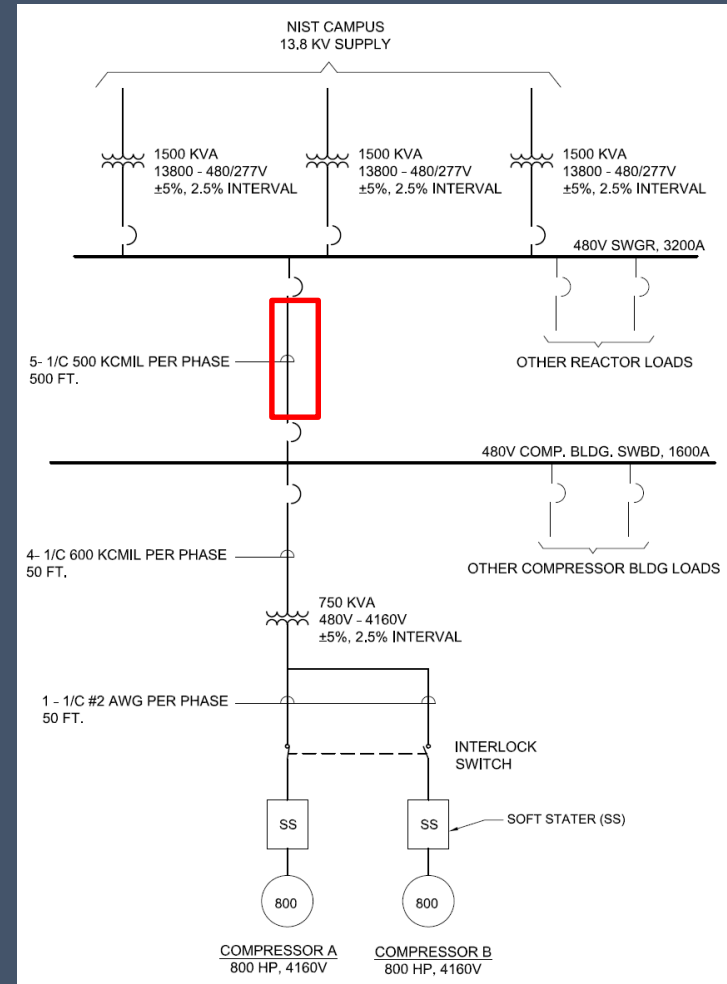 NIST CAMPUS
13.8 KV SUPPLY
1500 KVA
13800 - 480/277V
±5%, 2.5% INTERVAL
1500 KVA
13800 - 480/277V
±5%, 2.5% INTERVAL
1500 KVA
13800 - 480/277V
±5%, 2.5% INTERVAL
480V SWGR, 3200A
5- 1/C 500 KCMIL PER PHASE
500 FT.
OTHER REACTOR LOADS
480V COMP. BLDG. SWBD, 1600A
4- 1/C 600 KCMIL PER PHASE
50 FT.
OTHER COMPRESSOR BLDG LOADS
750 KVA
480V - 4160V
±5%, 2.5% INTERVAL
1 - 1/C #2 AWG PER PHASE
50 FT.
INTERLOCK
SWITCH
SS
SS
SOFT STATER (SS)
800
800
COMPRESSOR A
800 HP, 4160V
COMPRESSOR B
800 HP, 4160V